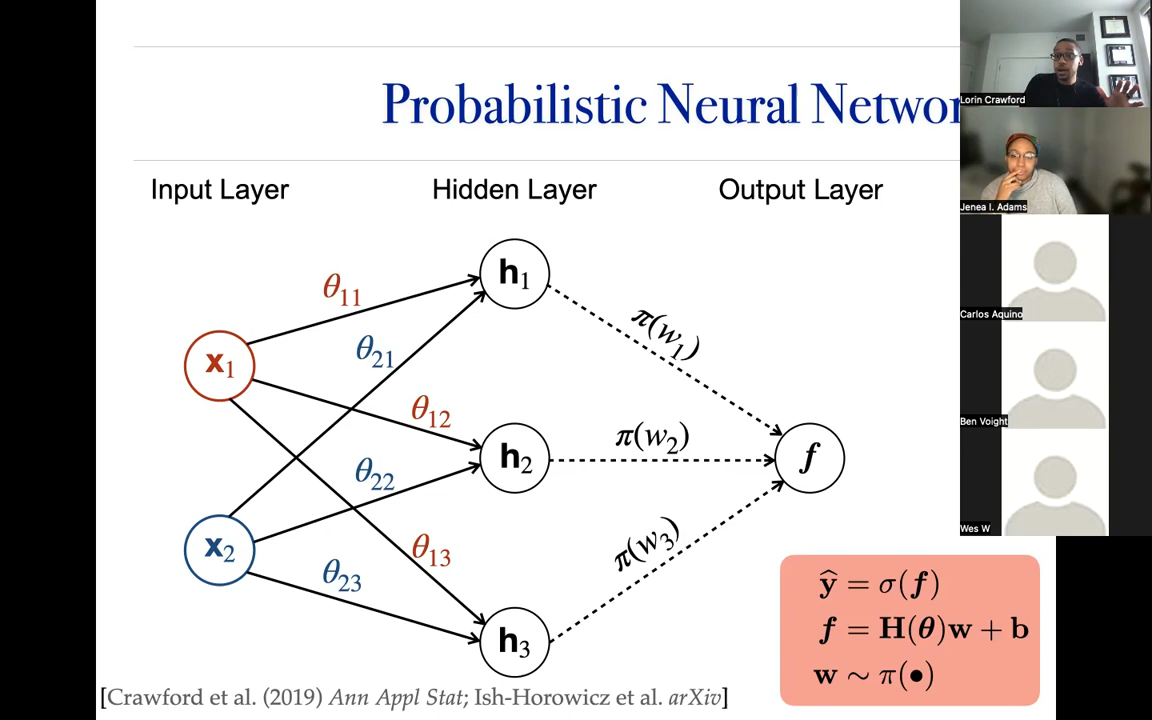 Probabilistic Neural Networ
Input Layer
Hidden Layer
Output Layer
θ11
θ21
θ12
θ22
θ13
θ23
x1
x2
h1
h2
h3
π(w1)
π(w2)
π(w3)
f
ŷ = σ(f)
f = H(θ)w + b
w ∼ π(•)
[Crawford et al. (2019) Ann Appl Stat; Ish-Horowicz et al. arXiv]
Lorin Crawford
Jenea I. Adams
Carlos Aquino
Ben Voight
Wes W